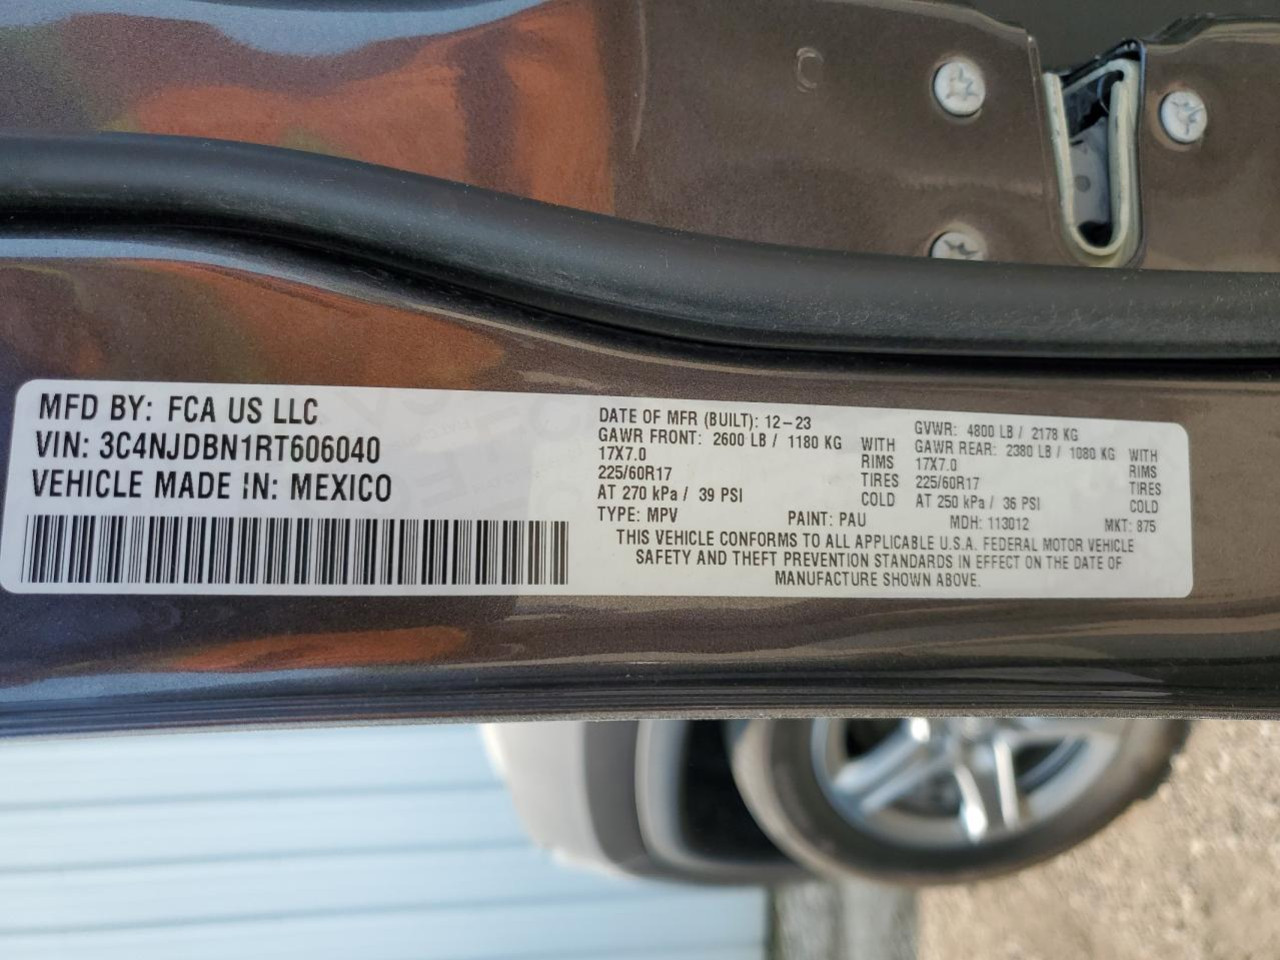 MFD BY: FCA US LLC
VIN: 3C4NJDBN1RT606040
VEHICLE MADE IN: MEXICO
DATE OF MFR (BUILT): 12-23 GVWR: 4800 LB / 2178 KG
GAWR FRONT: 2600 LB / 1180 KG WITH GAWR REAR: 2380 LB / 1080 KG WITH
17X7.0 RIMS 17X7.0 RIMS
225/60R17 TIRES 225/60R17 TIRES
AT 270 kPa / 39 PSI COLD AT 250 kPa / 36 PSI COLD
TYPE: MPV PAINT: PAU MDH: 113012 MKT: 875
THIS VEHICLE CONFORMS TO ALL APPLICABLE U.S.A. FEDERAL MOTOR VEHICLE
SAFETY AND THEFT PREVENTION STANDARDS IN EFFECT ON THE DATE OF
MANUFACTURE SHOWN ABOVE.